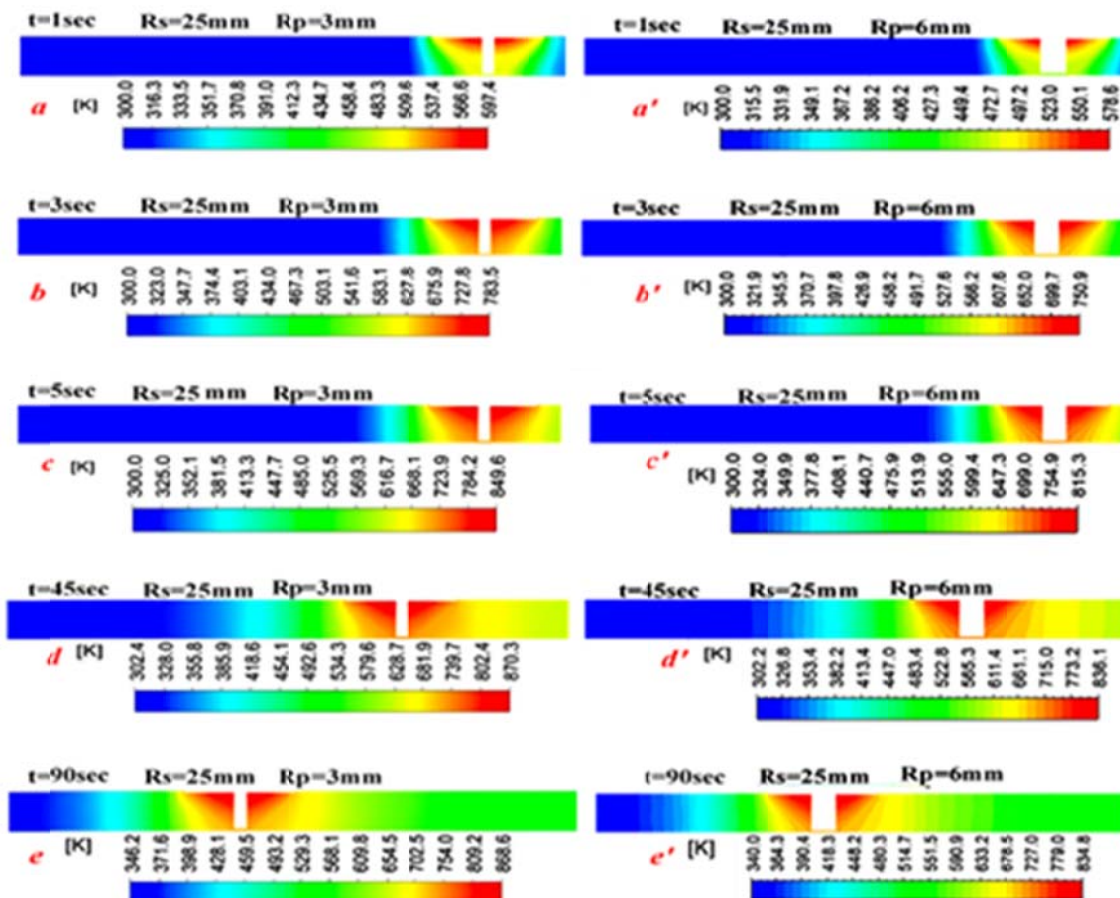 t=1sec Rs=25mm Rp=3mm
a [K] 300.0 316.3 333.5 351.7 370.8 391.0 412.3 434.7 458.4 483.3 509.6 537.4 566.6 597.4
t=1sec Rs=25mm Rp=6mm
a' [K] 300.0 315.5 331.9 349.1 367.2 386.2 406.2 427.3 449.4 472.7 497.2 523.0 550.1 578.6
t=3sec Rs=25mm Rp=3mm
b [K] 300.0 323.0 347.7 374.4 403.1 434.0 467.3 503.1 541.6 583.1 627.8 675.9 727.8 783.5
t=3sec Rs=25mm Rp=6mm
b' [K] 300.0 321.9 345.5 370.7 397.8 426.9 458.2 491.7 527.6 566.2 607.6 652.0 699.7 750.9
t=5sec Rs=25 mm Rp=3mm
c [K] 300.0 325.0 352.1 381.5 413.3 447.7 485.0 525.5 569.3 616.7 668.1 723.9 784.2 849.6
t=5sec Rs=25mm Rp=6mm
c' [K] 300.0 324.0 349.9 377.8 408.1 440.7 475.9 513.9 555.0 599.4 647.3 699.0 754.9 815.3
t=45sec Rs=25mm Rp=3mm
d [K] 302.4 328.0 355.8 385.9 418.6 454.1 492.6 534.3 579.6 628.7 681.9 739.7 802.4 870.3
t=45sec Rs=25mm Rp=6mm
d' [K] 302.2 326.8 353.4 382.2 413.4 447.0 483.4 522.8 565.3 611.4 661.1 715.0 773.2 836.1
t=90sec Rs=25mm Rp=3mm
e [K] 346.2 371.6 398.9 428.1 459.5 493.2 529.3 568.1 609.8 654.5 702.5 754.0 809.2 868.6
t=90sec Rs=25mm Rp=6mm
e' [K] 340.0 364.3 390.4 418.3 448.2 480.3 514.7 551.5 590.9 633.2 678.5 727.0 779.0 834.8